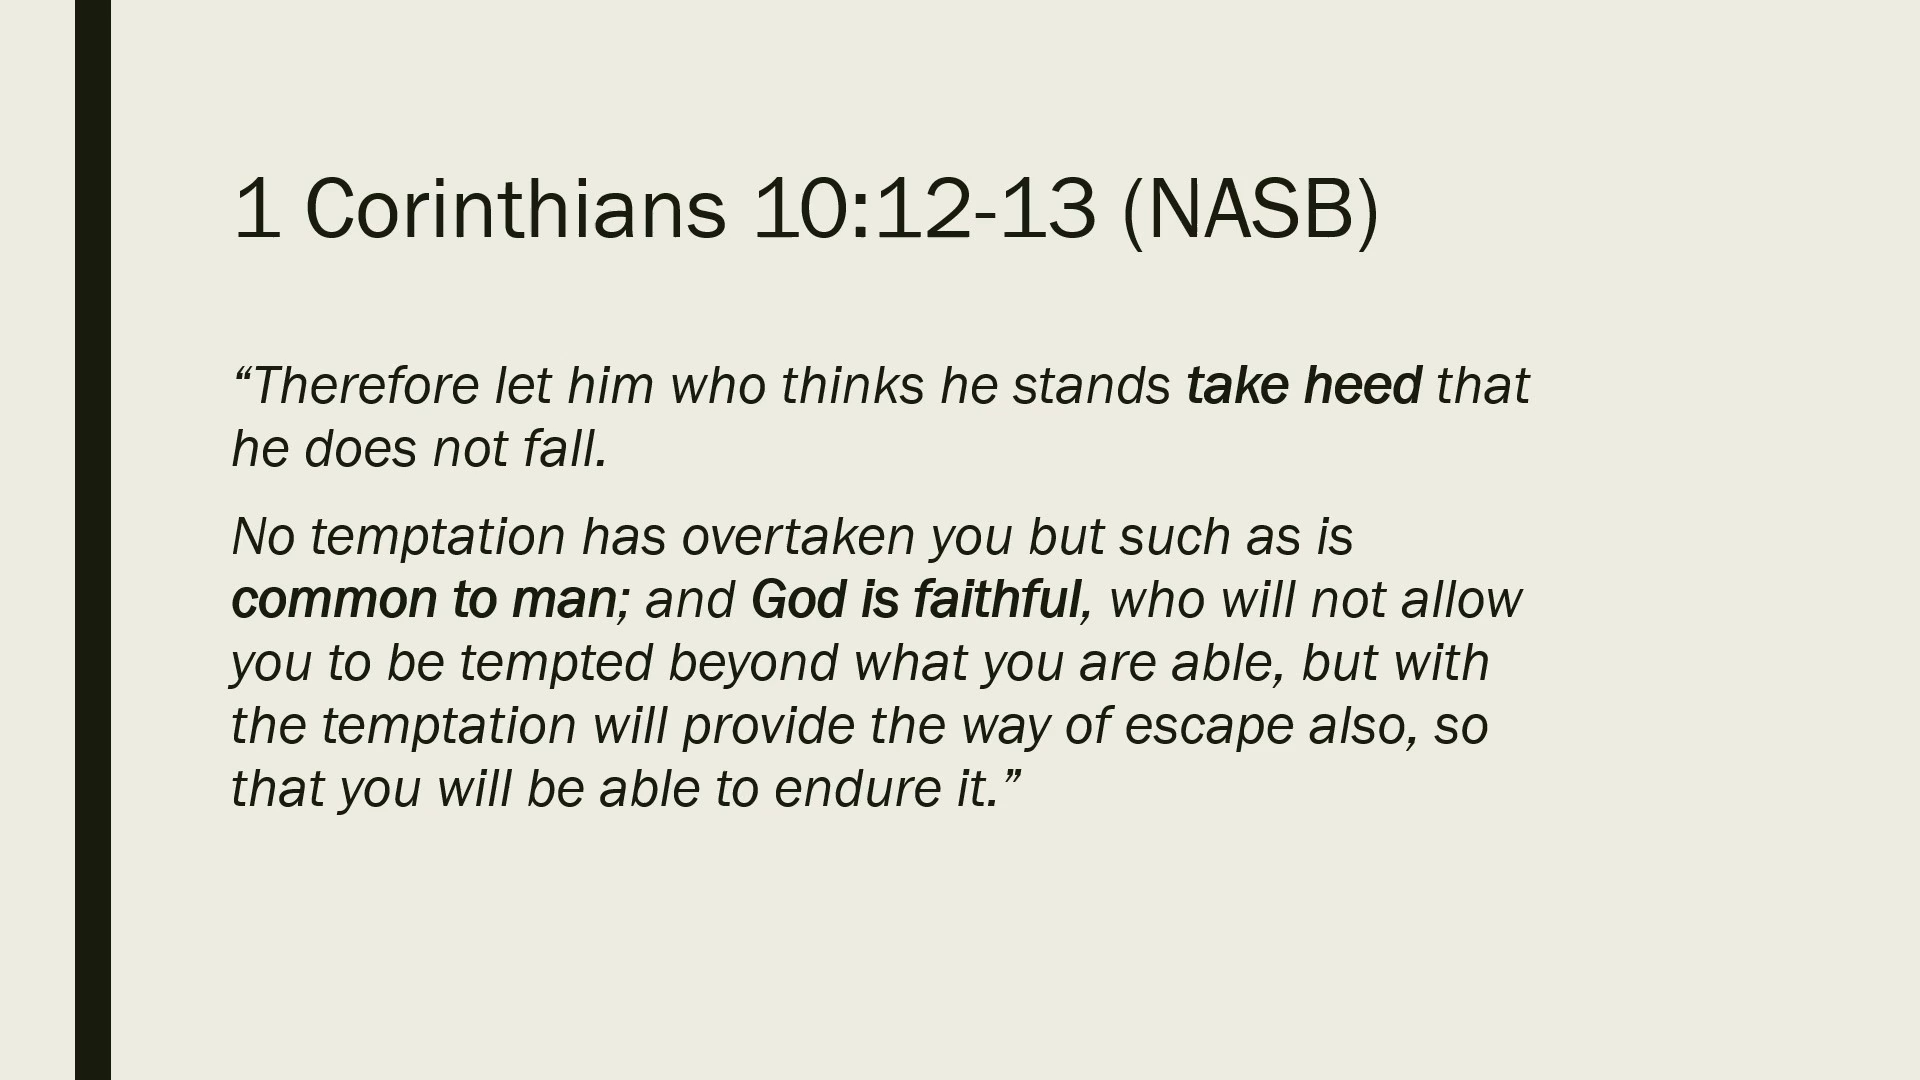 1 Corinthians 10:12-13 (NASB)
“Therefore let him who thinks he stands take heed that
he does not fall.
No temptation has overtaken you but such as is
common to man; and God is faithful, who will not allow
you to be tempted beyond what you are able, but with
the temptation will provide the way of escape also, so
that you will be able to endure it.”